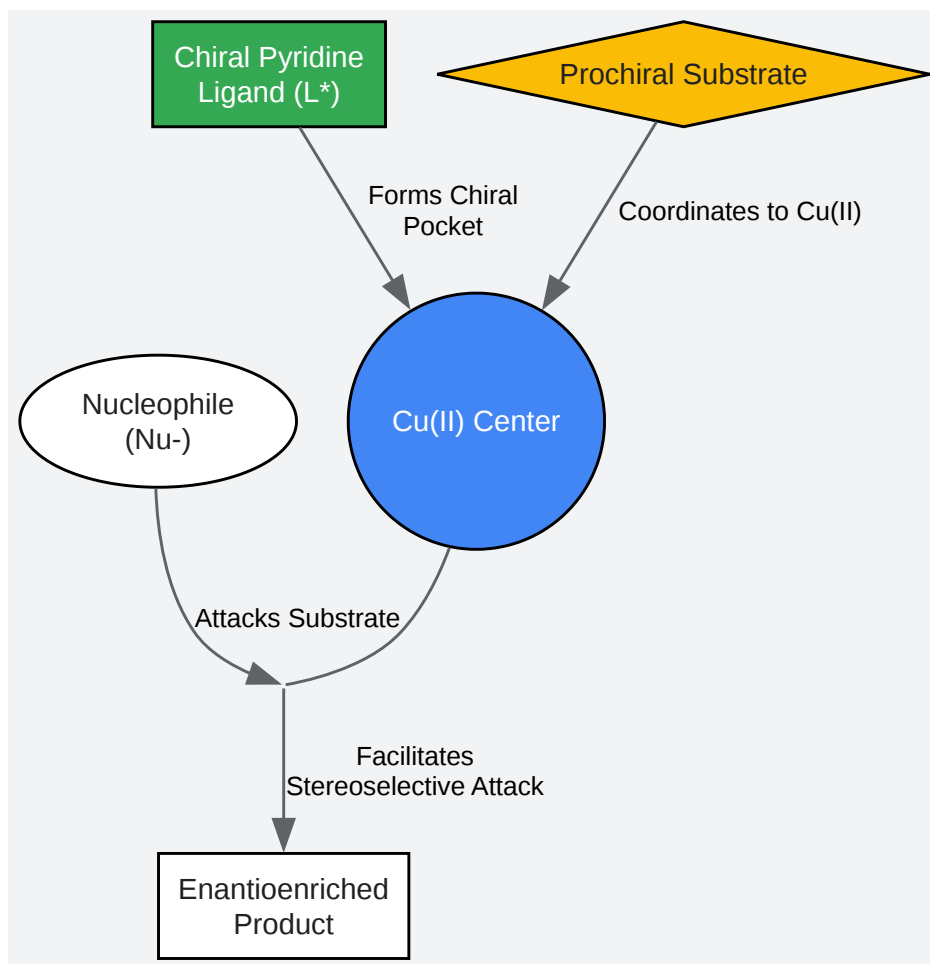 Chiral Pyridine
Ligand (L*)
Prochiral Substrate
Forms Chiral
Pocket
Coordinates to Cu(II)
Nucleophile
(Nu-)
Cu(II) Center
Attacks Substrate
Facilitates
Stereoselective Attack
Enantioenriched
Product